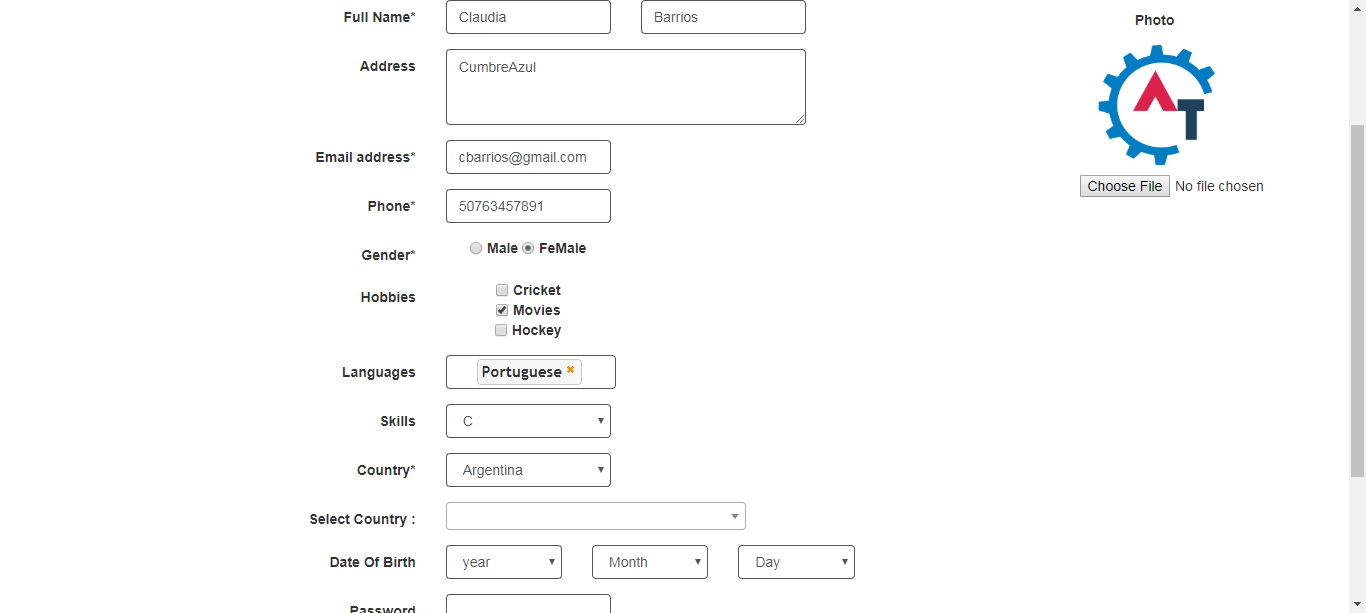 Full Name* Claudia Barrios
Photo
Address CumbreAzul
AT
Email address* cbarrios@gmail.com
Choose File No file chosen
Phone* 50763457891
Gender* Male FeMale
Hobbies Cricket
Movies
Hockey
Languages Portuguese
Skills C
Country* Argentina
Select Country :
Date Of Birth year Month Day
Password